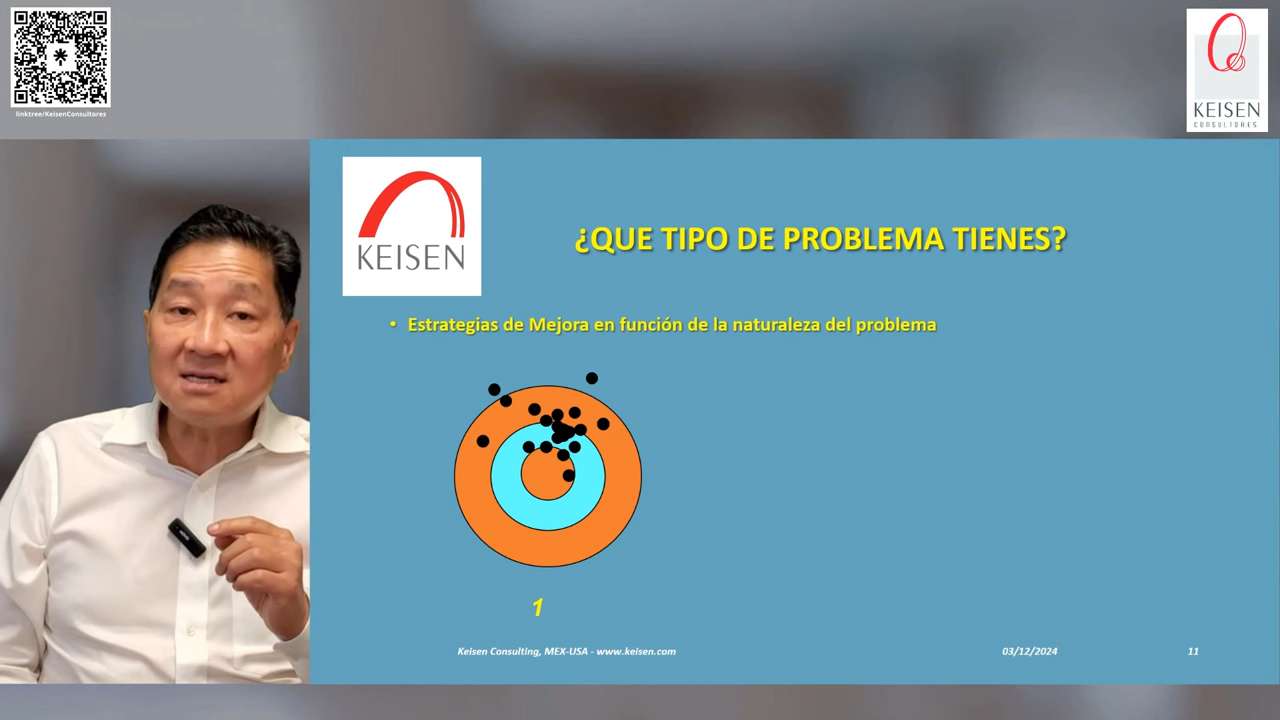 linktree/KeisenConsultores
KEISEN
CONSULTORES
KEISEN
¿QUE TIPO DE PROBLEMA TIENES?
• Estrategias de Mejora en función de la naturaleza del problema
1
Keisen Consulting, MEX-USA - www.keisen.com
03/12/2024
11